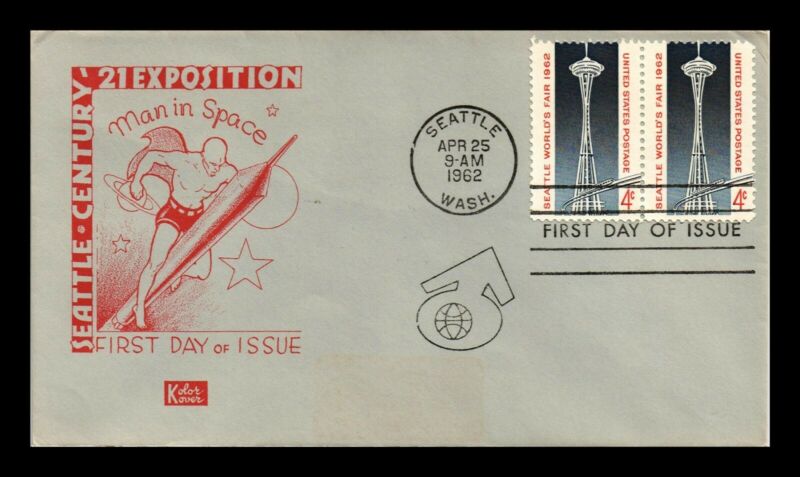 SEATTLE • CENTURY
21 EXPOSITION
Man in Space
FIRST DAY OF ISSUE
Kolor
Kover
SEATTLE
APR 25
9-AM
1962
WASH.
SEATTLE WORLD'S FAIR 1962
UNITED STATES POSTAGE
4c
SEATTLE WORLD'S FAIR 1962
UNITED STATES POSTAGE
4c
FIRST DAY OF ISSUE